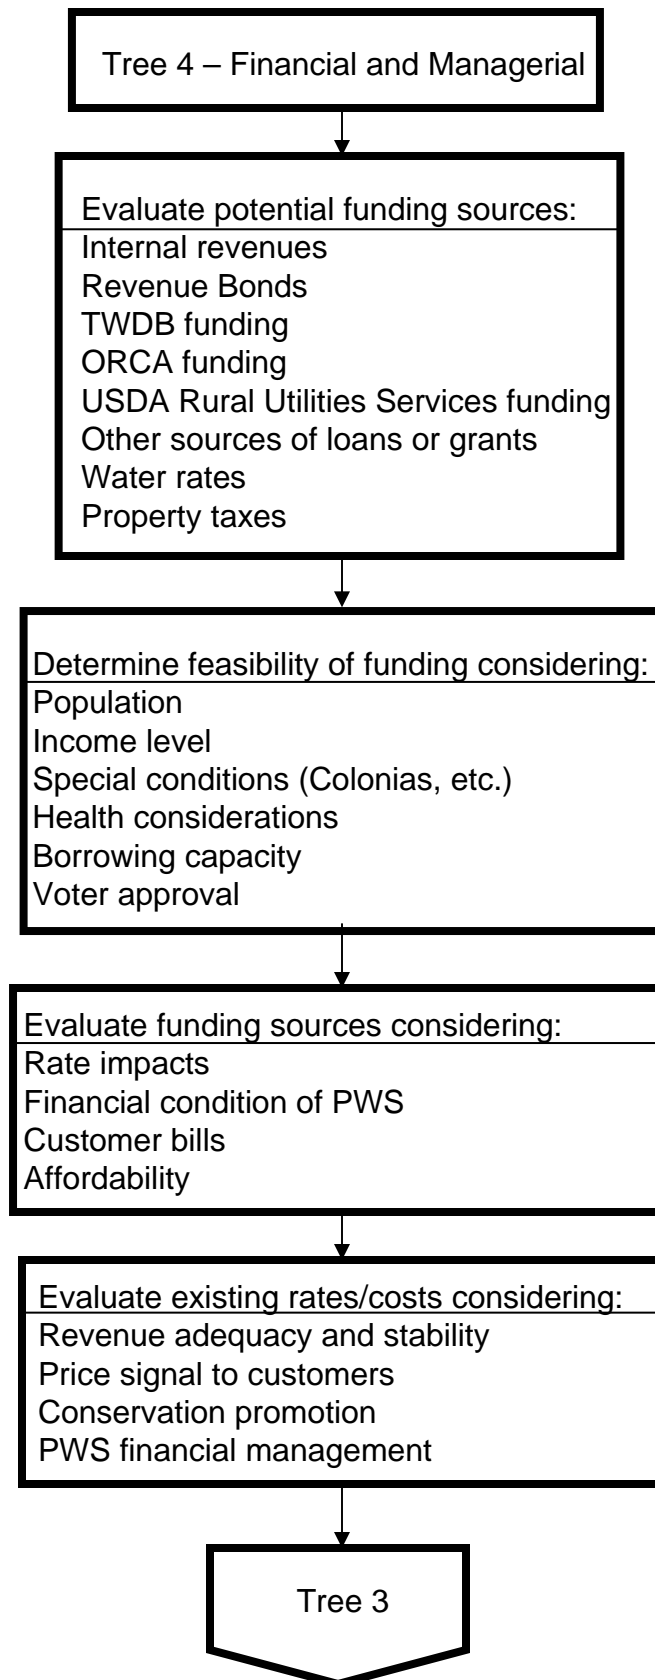 Tree 4 – Financial and Managerial
Evaluate potential funding sources:
Internal revenues
Revenue Bonds
TWDB funding
ORCA funding
USDA Rural Utilities Services funding
Other sources of loans or grants
Water rates
Property taxes
Determine feasibility of funding considering:
Population
Income level
Special conditions (Colonias, etc.)
Health considerations
Borrowing capacity
Voter approval
Evaluate funding sources considering:
Rate impacts
Financial condition of PWS
Customer bills
Affordability
Evaluate existing rates/costs considering:
Revenue adequacy and stability
Price signal to customers
Conservation promotion
PWS financial management
Tree 3